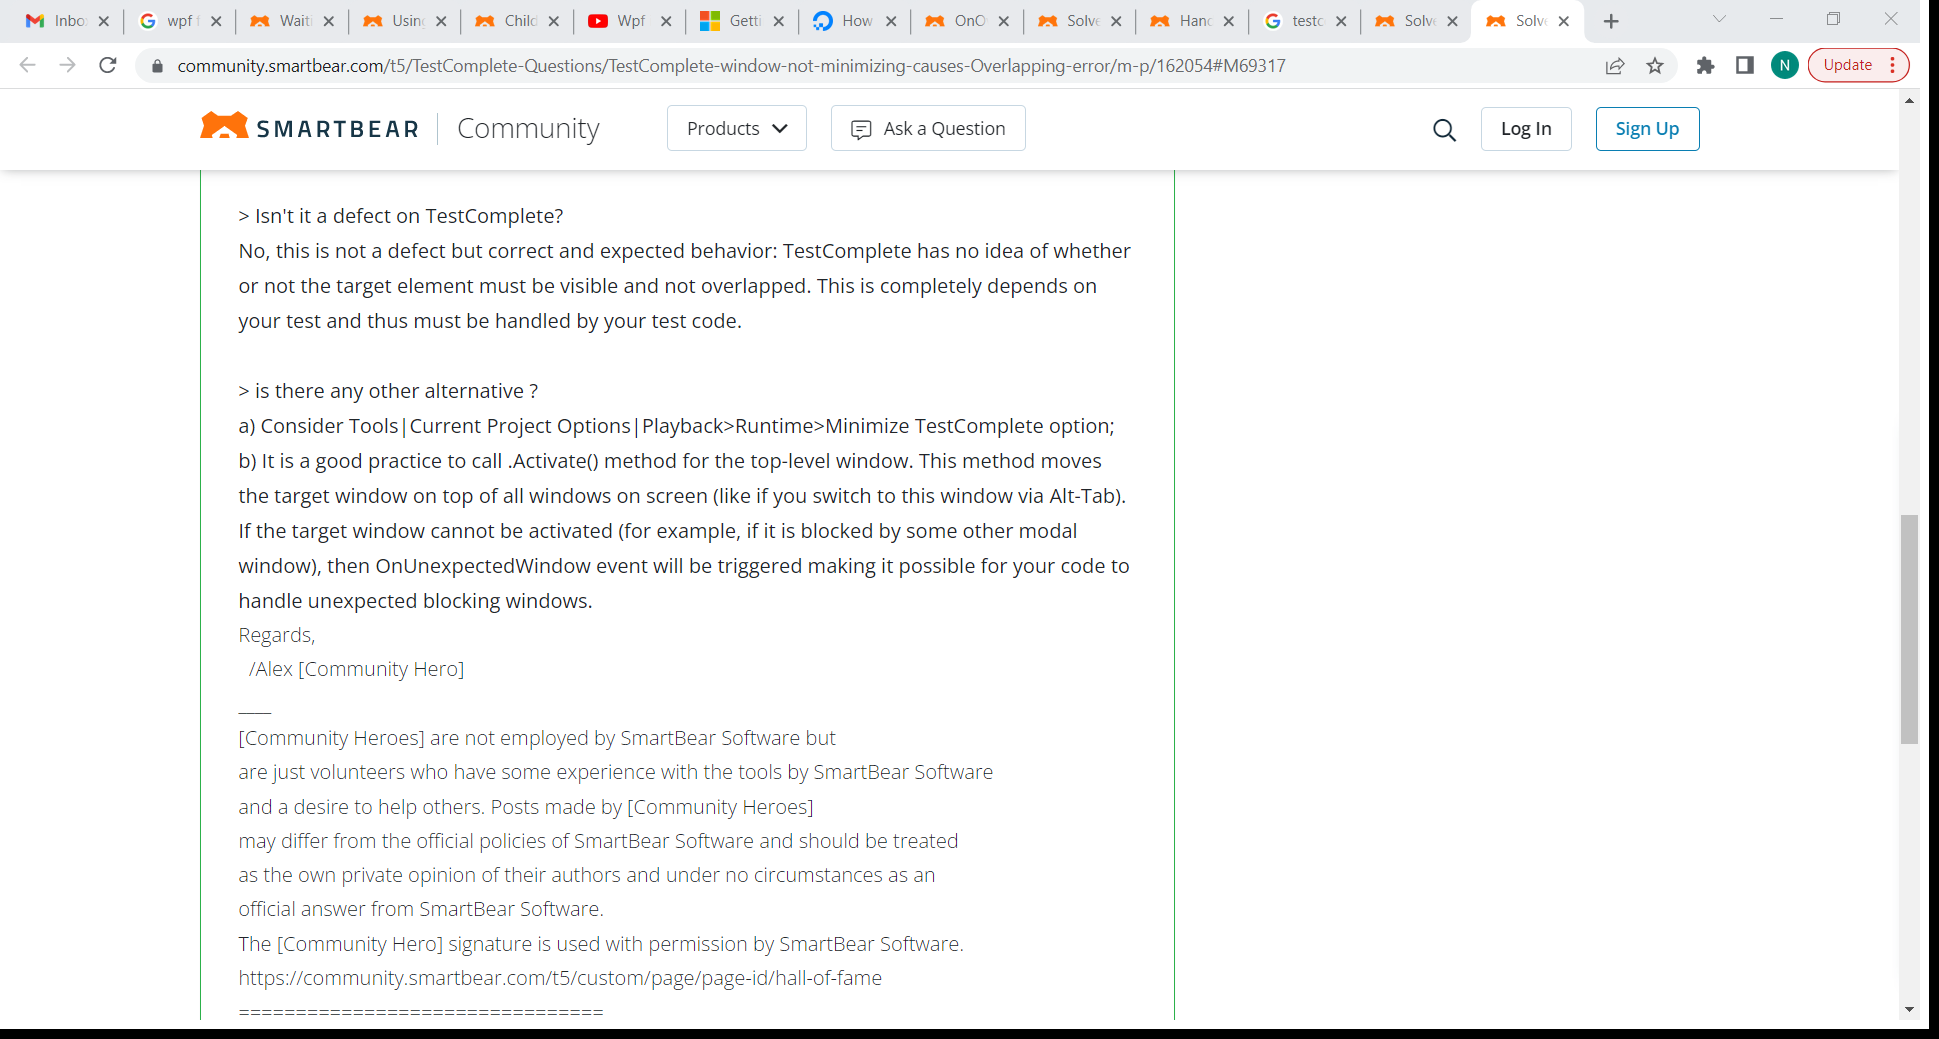 Inbo
wpf
Wait
Using
Child
Wpf
Getti
How
OnO
Solve
Hand
testc
Solve
Solve
community.smartbear.com/t5/TestComplete-Questions/TestComplete-window-not-minimizing-causes-Overlapping-error/m-p/162054#M69317
N
Update
SMARTBEAR
Community
Products
Ask a Question
Log In
Sign Up
> Isn't it a defect on TestComplete?
No, this is not a defect but correct and expected behavior: TestComplete has no idea of whether
or not the target element must be visible and not overlapped. This is completely depends on
your test and thus must be handled by your test code.
> is there any other alternative ?
a) Consider Tools|Current Project Options|Playback>Runtime>Minimize TestComplete option;
b) It is a good practice to call .Activate() method for the top-level window. This method moves
the target window on top of all windows on screen (like if you switch to this window via Alt-Tab).
If the target window cannot be activated (for example, if it is blocked by some other modal
window), then OnUnexpectedWindow event will be triggered making it possible for your code to
handle unexpected blocking windows.
Regards,
/Alex [Community Hero]
____
[Community Heroes] are not employed by SmartBear Software but
are just volunteers who have some experience with the tools by SmartBear Software
and a desire to help others. Posts made by [Community Heroes]
may differ from the official policies of SmartBear Software and should be treated
as the own private opinion of their authors and under no circumstances as an
official answer from SmartBear Software.
The [Community Hero] signature is used with permission by SmartBear Software.
https://community.smartbear.com/t5/custom/page/page-id/hall-of-fame
================================